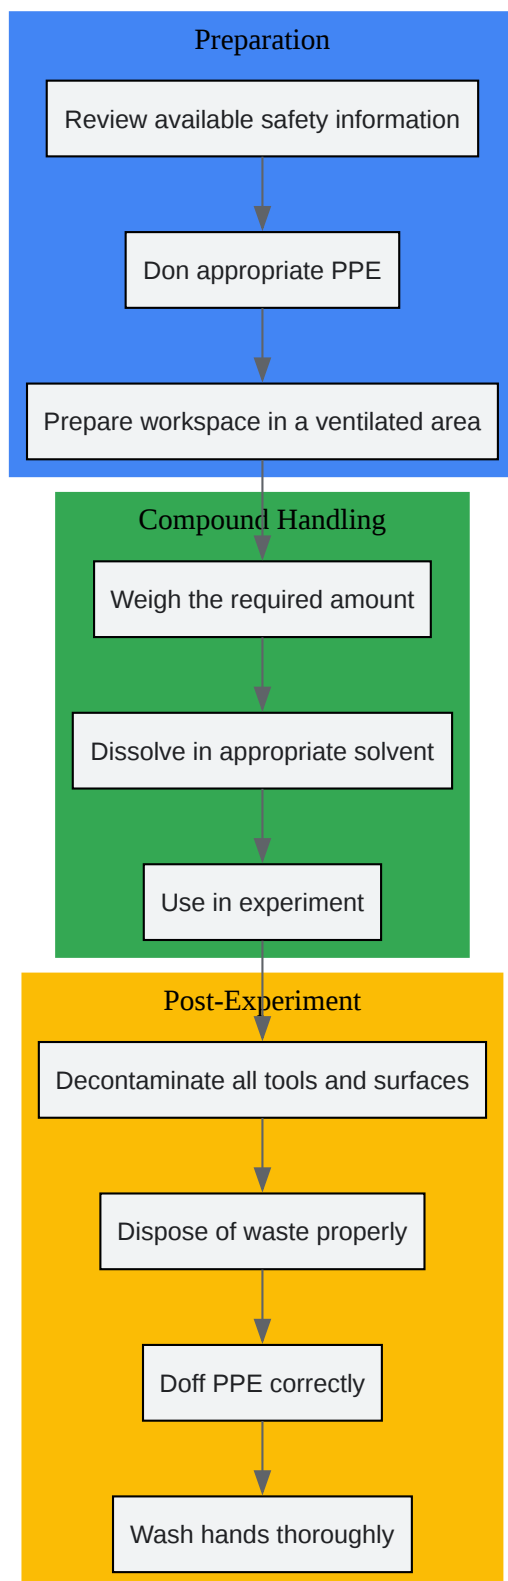 Preparation
Review available safety information
Don appropriate PPE
Prepare workspace in a ventilated area
Compound Handling
Weigh the required amount
Dissolve in appropriate solvent
Use in experiment
Post-Experiment
Decontaminate all tools and surfaces
Dispose of waste properly
Doff PPE correctly
Wash hands thoroughly